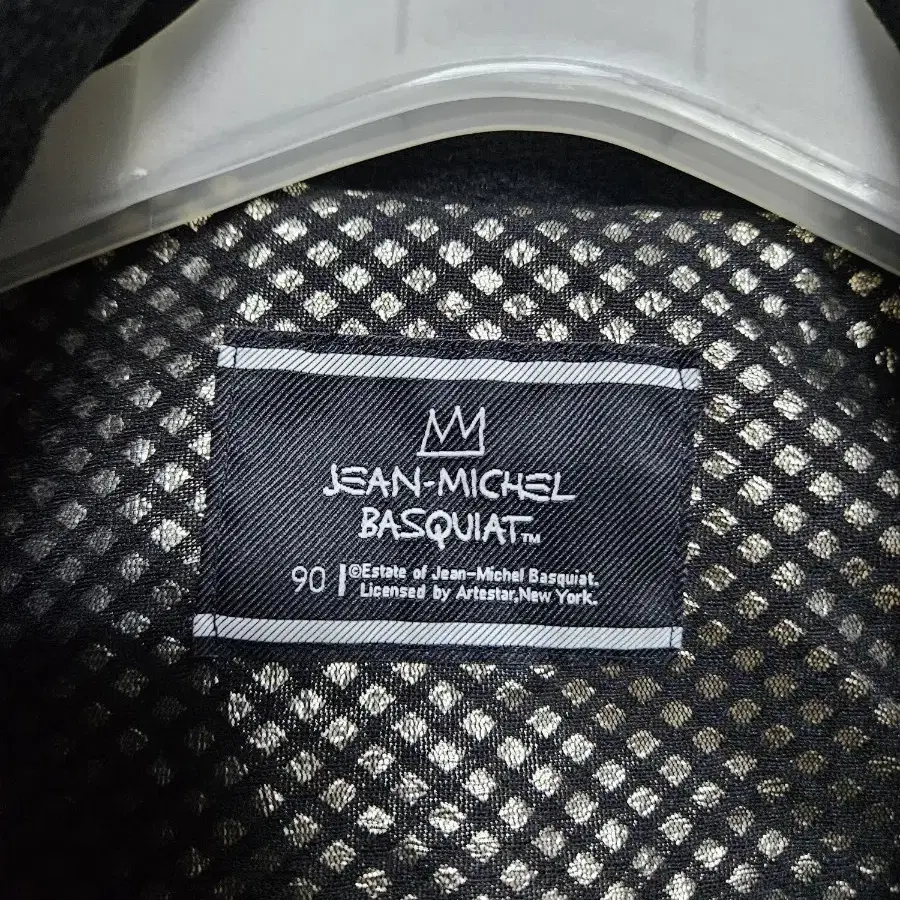 JEAN-MICHEL
BASQUIAT™
90 ©Estate of Jean-Michel Basquiat.
Licensed by Artestar,New York.